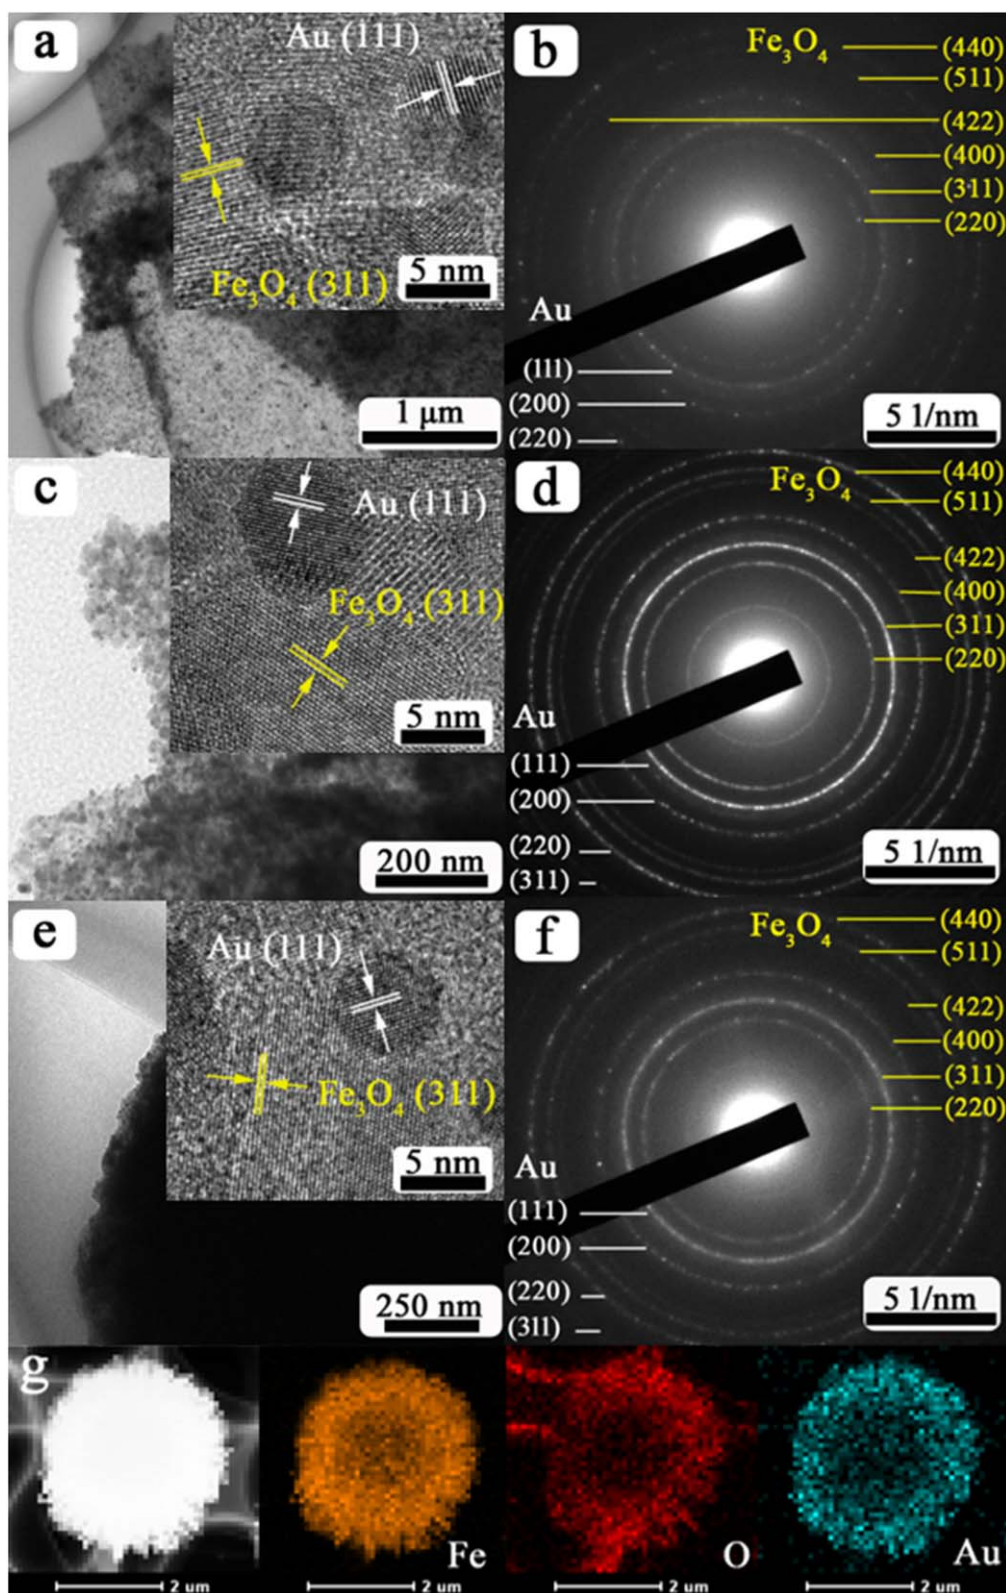 a
Au (111)
Fe₃O₄ (311)
5 nm
1 μm
b
Fe₃O₄
(440)
(511)
(422)
(400)
(311)
(220)
Au
(111)
(200)
(220)
5 1/nm
c
Au (111)
Fe₃O₄ (311)
5 nm
200 nm
d
Fe₃O₄
(440)
(511)
(422)
(400)
(311)
(220)
Au
(111)
(200)
(220)
(311)
5 1/nm
e
Au (111)
Fe₃O₄ (311)
5 nm
250 nm
f
Fe₃O₄
(440)
(511)
(422)
(400)
(311)
(220)
Au
(111)
(200)
(220)
(311)
5 1/nm
g
2 um
Fe
2 um
O
2 um
Au
2 um